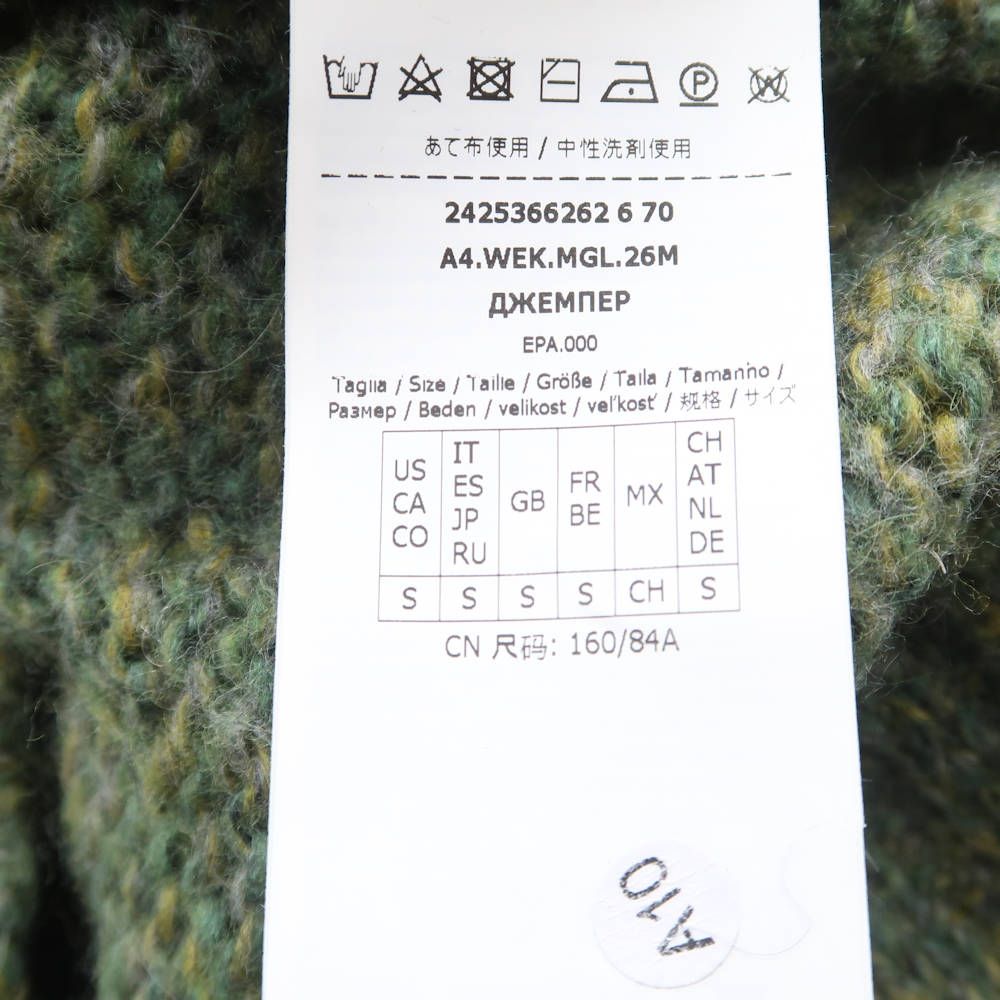 あて布使用 / 中性洗剤使用
2425366262 6 70
A4.WEK.MGL.26M
ДЖЕМПЕР
EPA.000
Taglia / Size / Taille / Größe / Talla / Tamanho /
Размер / Beden / velikost / veľkosť / 规格 / サイズ
US CA CO | IT ES JP RU | GB | FR BE | MX | CH AT NL DE
S | S | S | S | CH | S
CN 尺码: 160/84A
A10